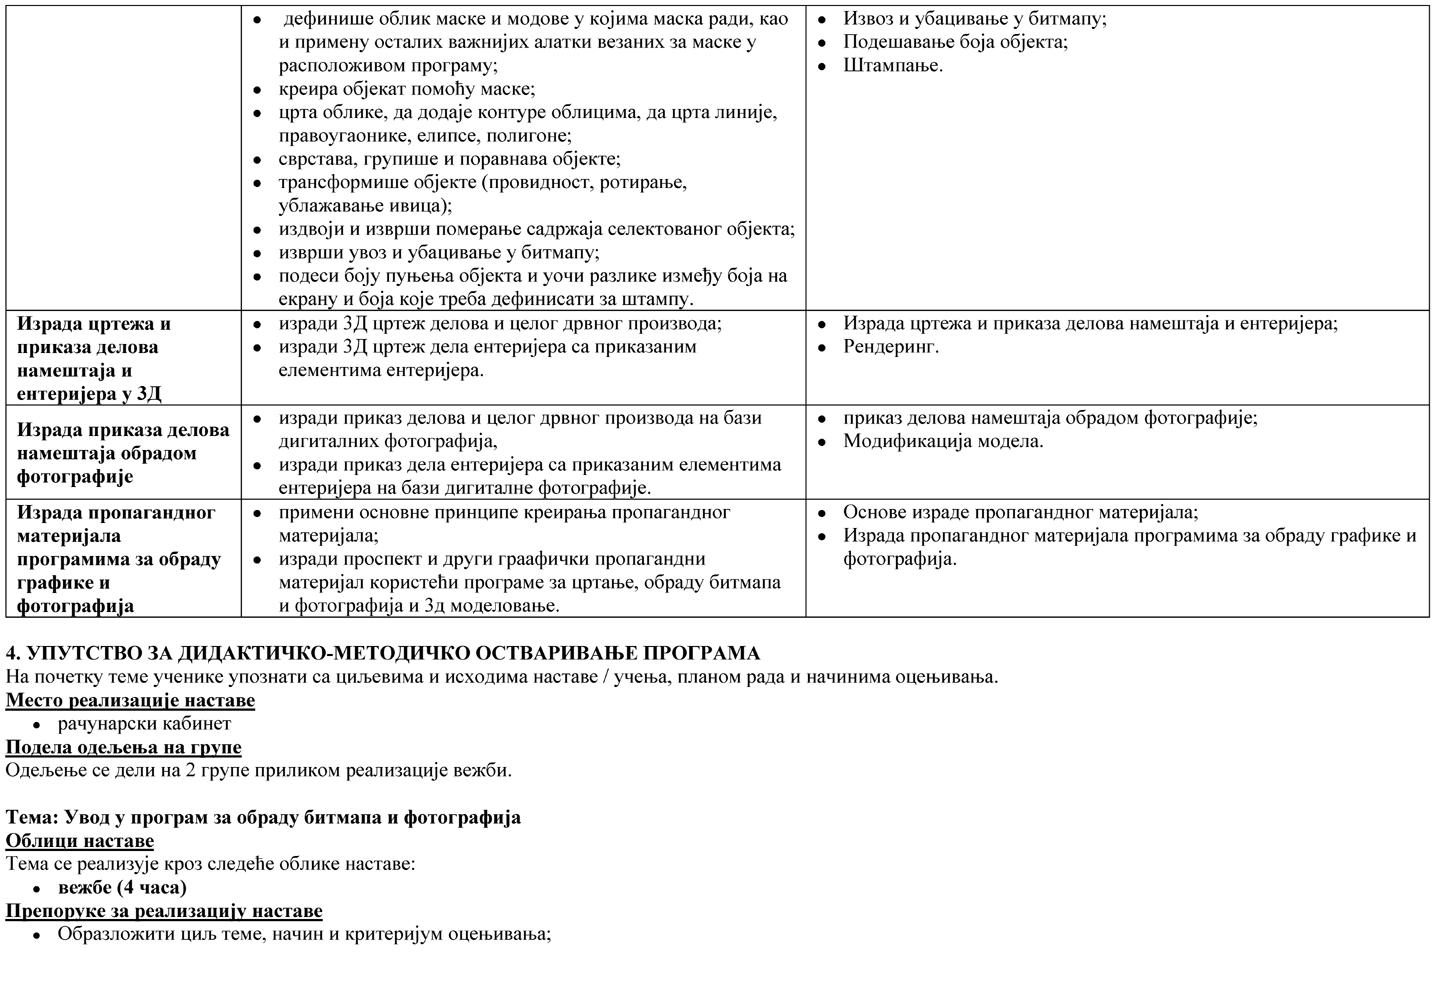 дефинише облик маске и модове у којима маска ради, као
и примену осталих важнијих алатки везаних за маске у
расположивом програму;
креира објекат помоћу маске;
црта облике, да додаје контуре облицима, да црта линије,
правоугаонике, елипсе, полигоне;
сврстава, групише и поравнава објекте;
трансформише објекте (провидност, ротирање,
ублажавање ивица);
издвоји и изврши померање садржаја селектованог објекта;
изврши увоз и убацивање у битмапу;
подеси боју пуњења објекта и уочи разлике између боја на
екрану и боја које треба дефинисати за штампу.
Извоз и убацивање у битмапу;
Подешавање боја објекта;
Штампање.
Израда цртежа и
приказа делова
намештаја и
ентеријера у 3Д
изради 3Д цртеж делова и целог дрвног производа;
изради 3Д цртеж дела ентеријера са приказаним
елементима ентеријера.
Израда цртежа и приказа делова намештаја и ентеријера;
Рендеринг.
Израда приказа делова
намештаја обрадом
фотографије
изради приказ делова и целог дрвног производа на бази
дигиталних фотографија,
изради приказ дела ентеријера са приказаним елементима
ентеријера на бази дигиталне фотографије.
приказ делова намештаја обрадом фотографије;
Модификација модела.
Израда пропагандног
материјала
програмима за обраду
графике и
фотографија
примени основне принципе креирања пропагандног
материјала;
изради проспект и други граафички пропагандни
материјал користећи програме за цртање, обраду битмапа
и фотографија и 3д моделовање.
Основе израде пропагандног материјала;
Израда пропагандног материјала програмима за обраду графике и
фотографија.
4. УПУТСТВО ЗА ДИДАКТИЧКО-МЕТОДИЧКО ОСТВАРИВАЊЕ ПРОГРАМА
На почетку теме ученике упознати са циљевима и исходима наставе / учења, планом рада и начинима оцењивања.
Место реализације наставе
рачунарски кабинет
Подела одељења на групе
Одељење се дели на 2 групе приликом реализације вежби.
Тема: Увод у програм за обраду битмапа и фотографија
Облици наставе
Тема се реализује кроз следеће облике наставе:
вежбе (4 часа)
Препоруке за реализацију наставе
Образложити циљ теме, начин и критеријум оцењивања;